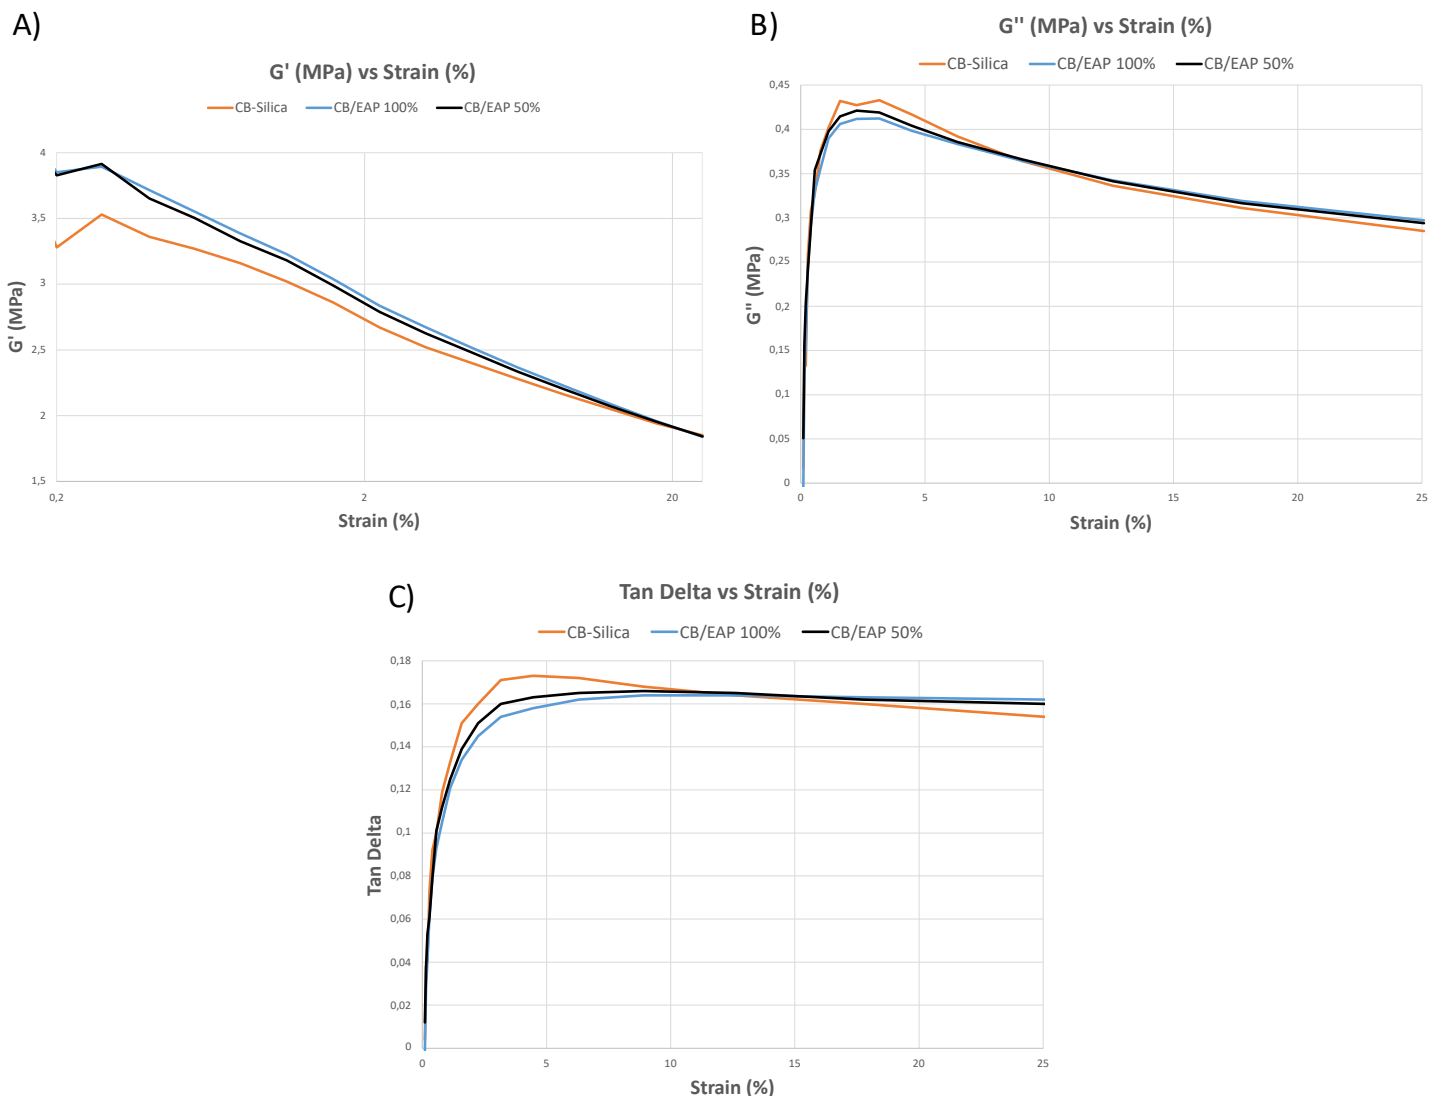 A)
G' (MPa) vs Strain (%)
CB-Silica CB/EAP 100% CB/EAP 50%
4
3,5
3
2,5
2
1,5
0,2 2 20
G' (MPa)
Strain (%)
B)
G'' (MPa) vs Strain (%)
CB-Silica CB/EAP 100% CB/EAP 50%
0,45
0,4
0,35
0,3
0,25
0,2
0,15
0,1
0,05
0
0 5 10 15 20 25
G'' (MPa)
Strain (%)
C)
Tan Delta vs Strain (%)
CB-Silica CB/EAP 100% CB/EAP 50%
0,18
0,16
0,14
0,12
0,1
0,08
0,06
0,04
0,02
0
0 5 10 15 20 25
Tan Delta
Strain (%)